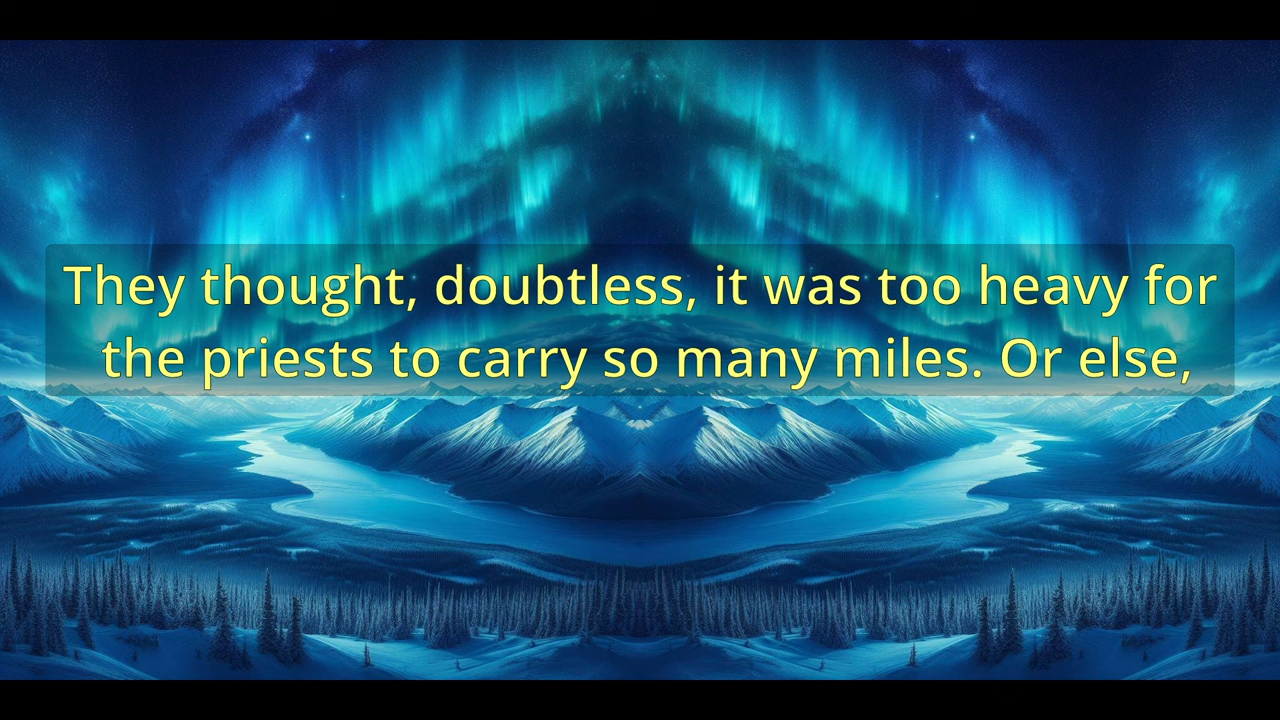 They thought, doubtless, it was too heavy for
the priests to carry so many miles. Or else,